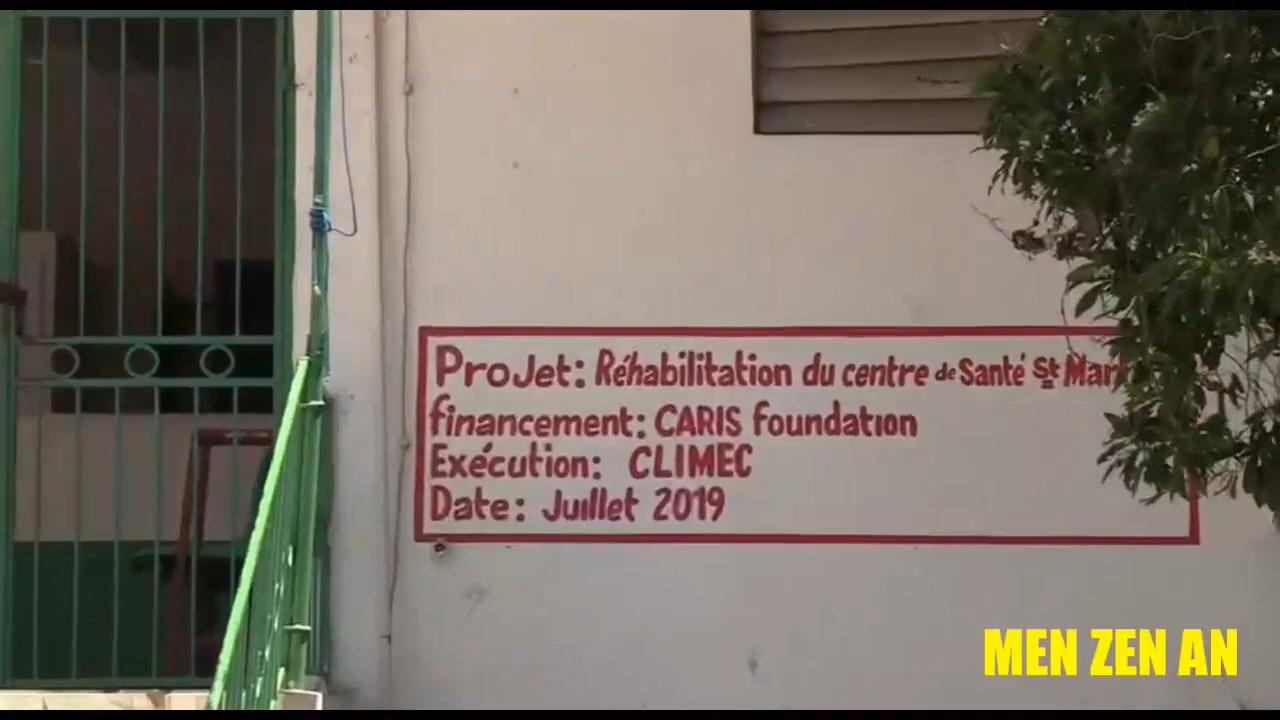 ProJet: Réhabilitation du centre de Santé St
financement: CARIS foundation
Exécution: CLIMEC
Date: Juillet 2019
MEN ZEN AN